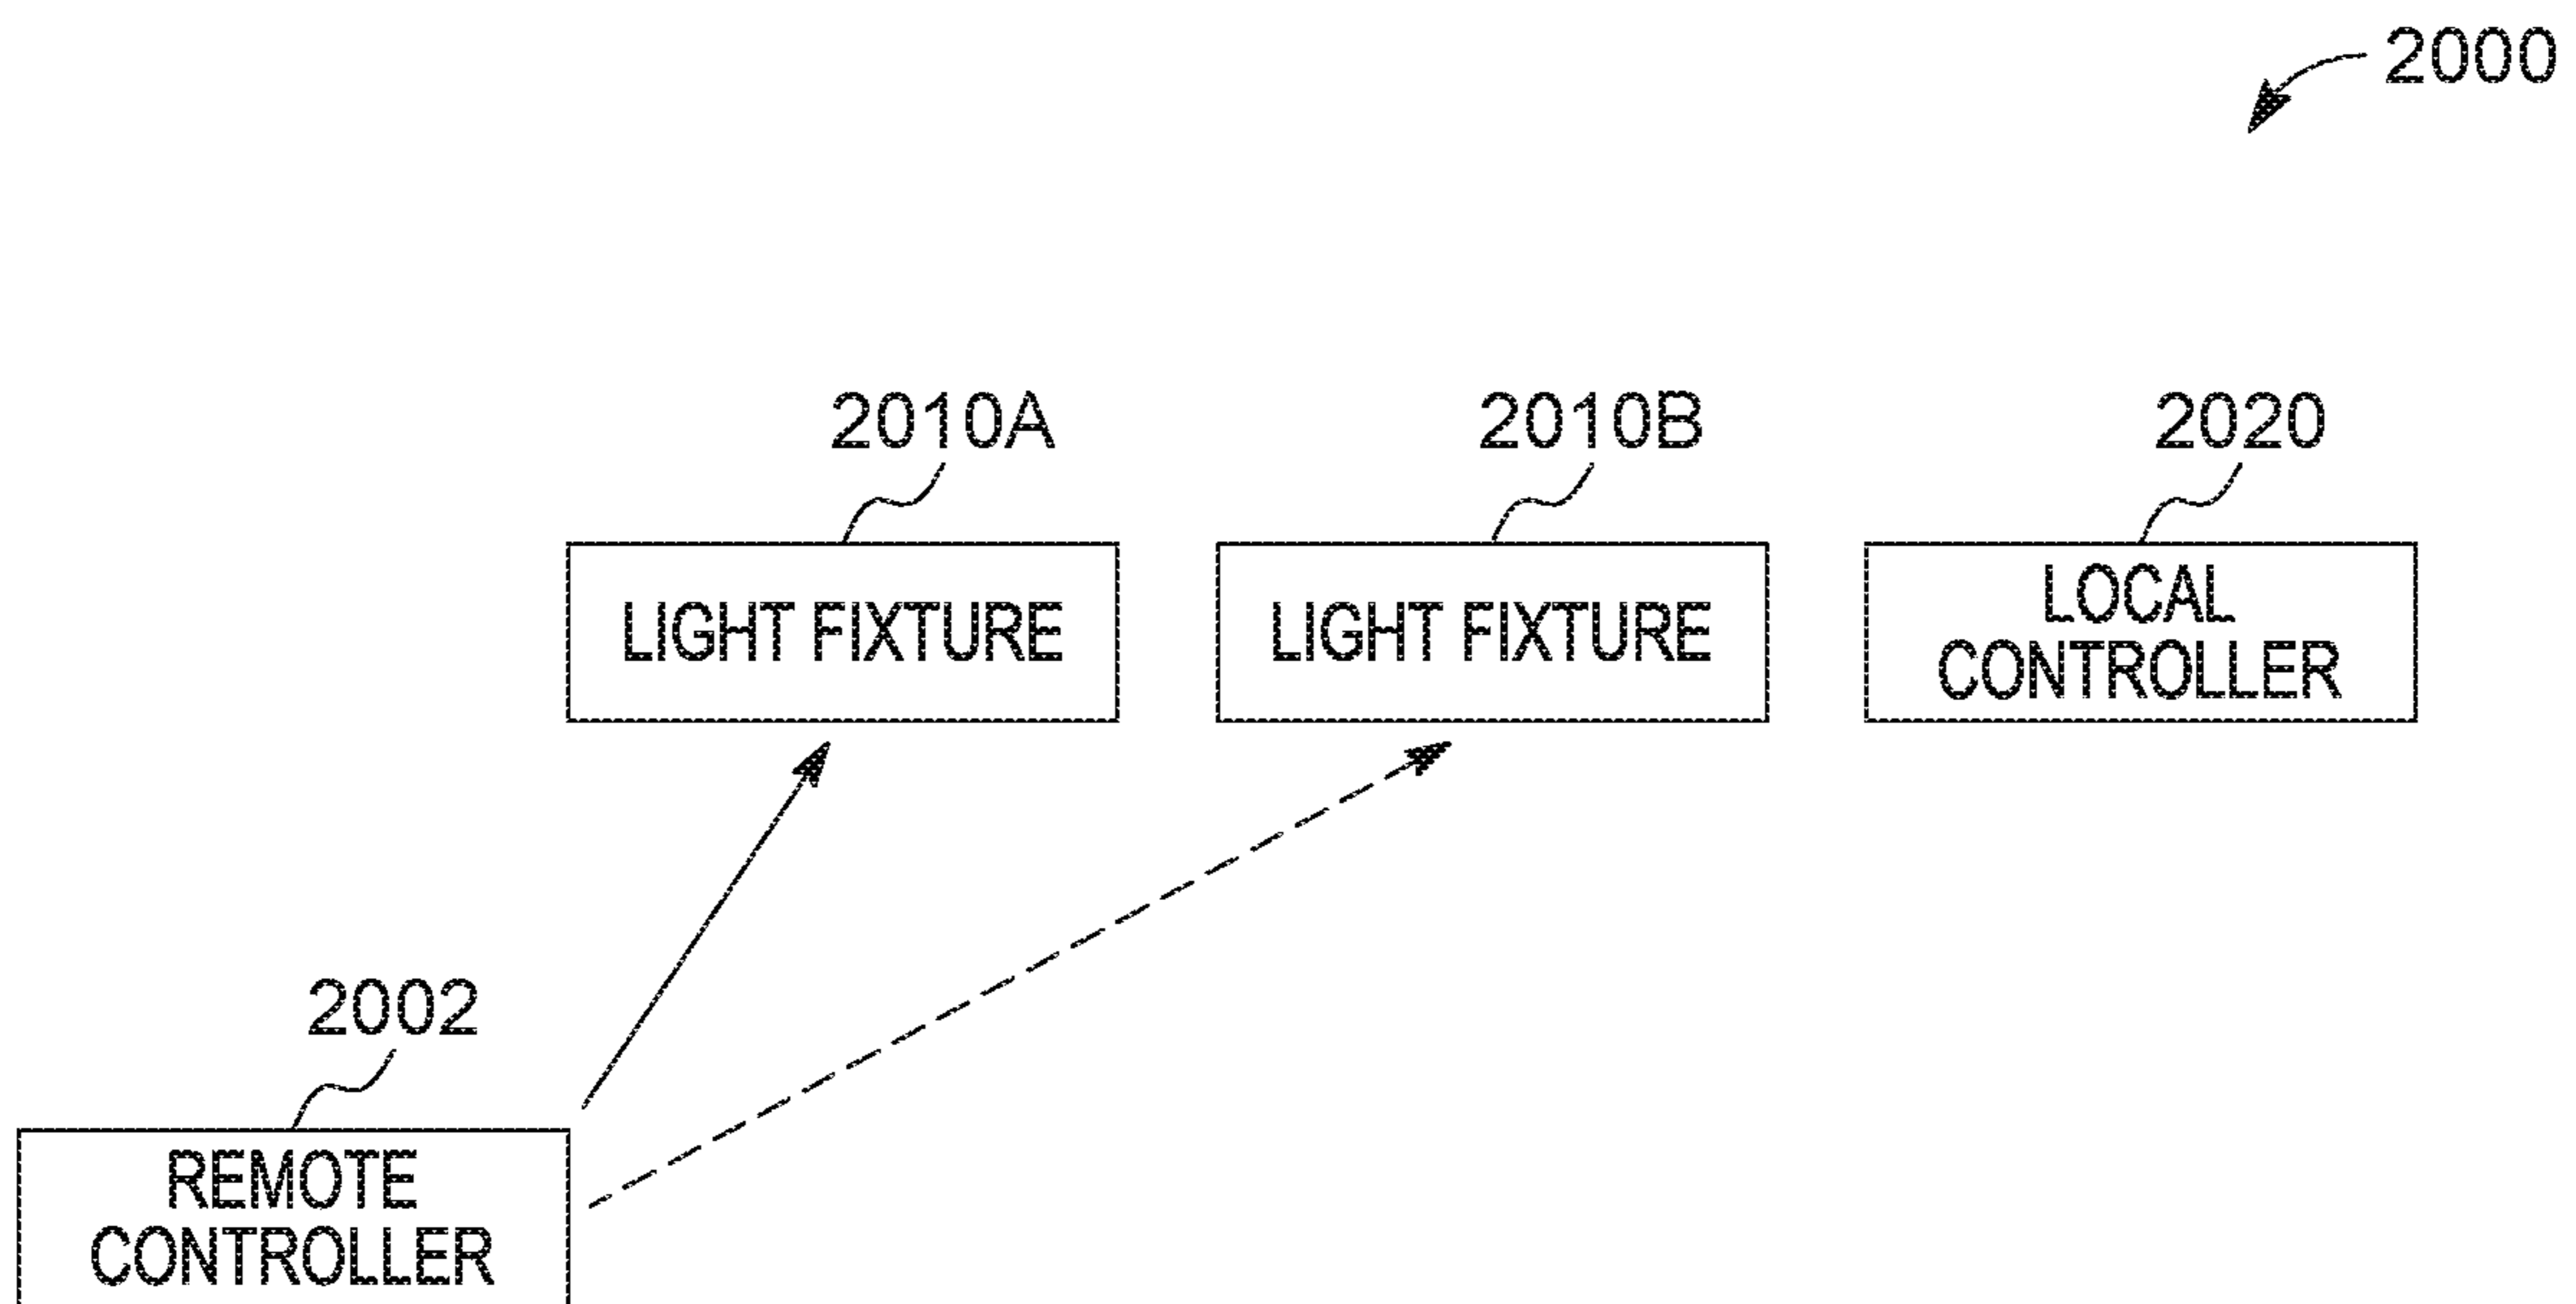 2000
2010A
2010B
2020
LIGHT FIXTURE
LIGHT FIXTURE
LOCAL
CONTROLLER
2002
REMOTE
CONTROLLER